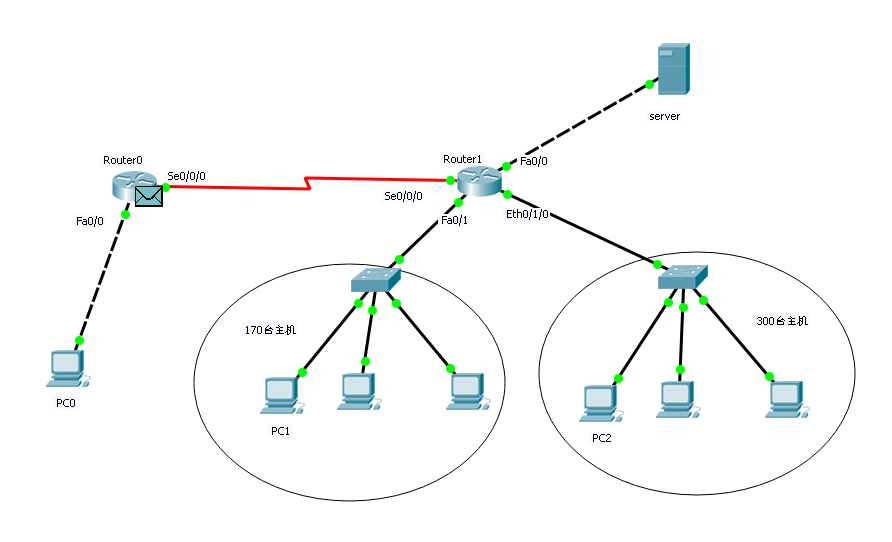 server
Router0
Router1
Fa0/0
Se0/0/0
Se0/0/0
Eth0/1/0
Fa0/0
Fa0/1
170台主机
300台主机
PC0
PC1
PC2